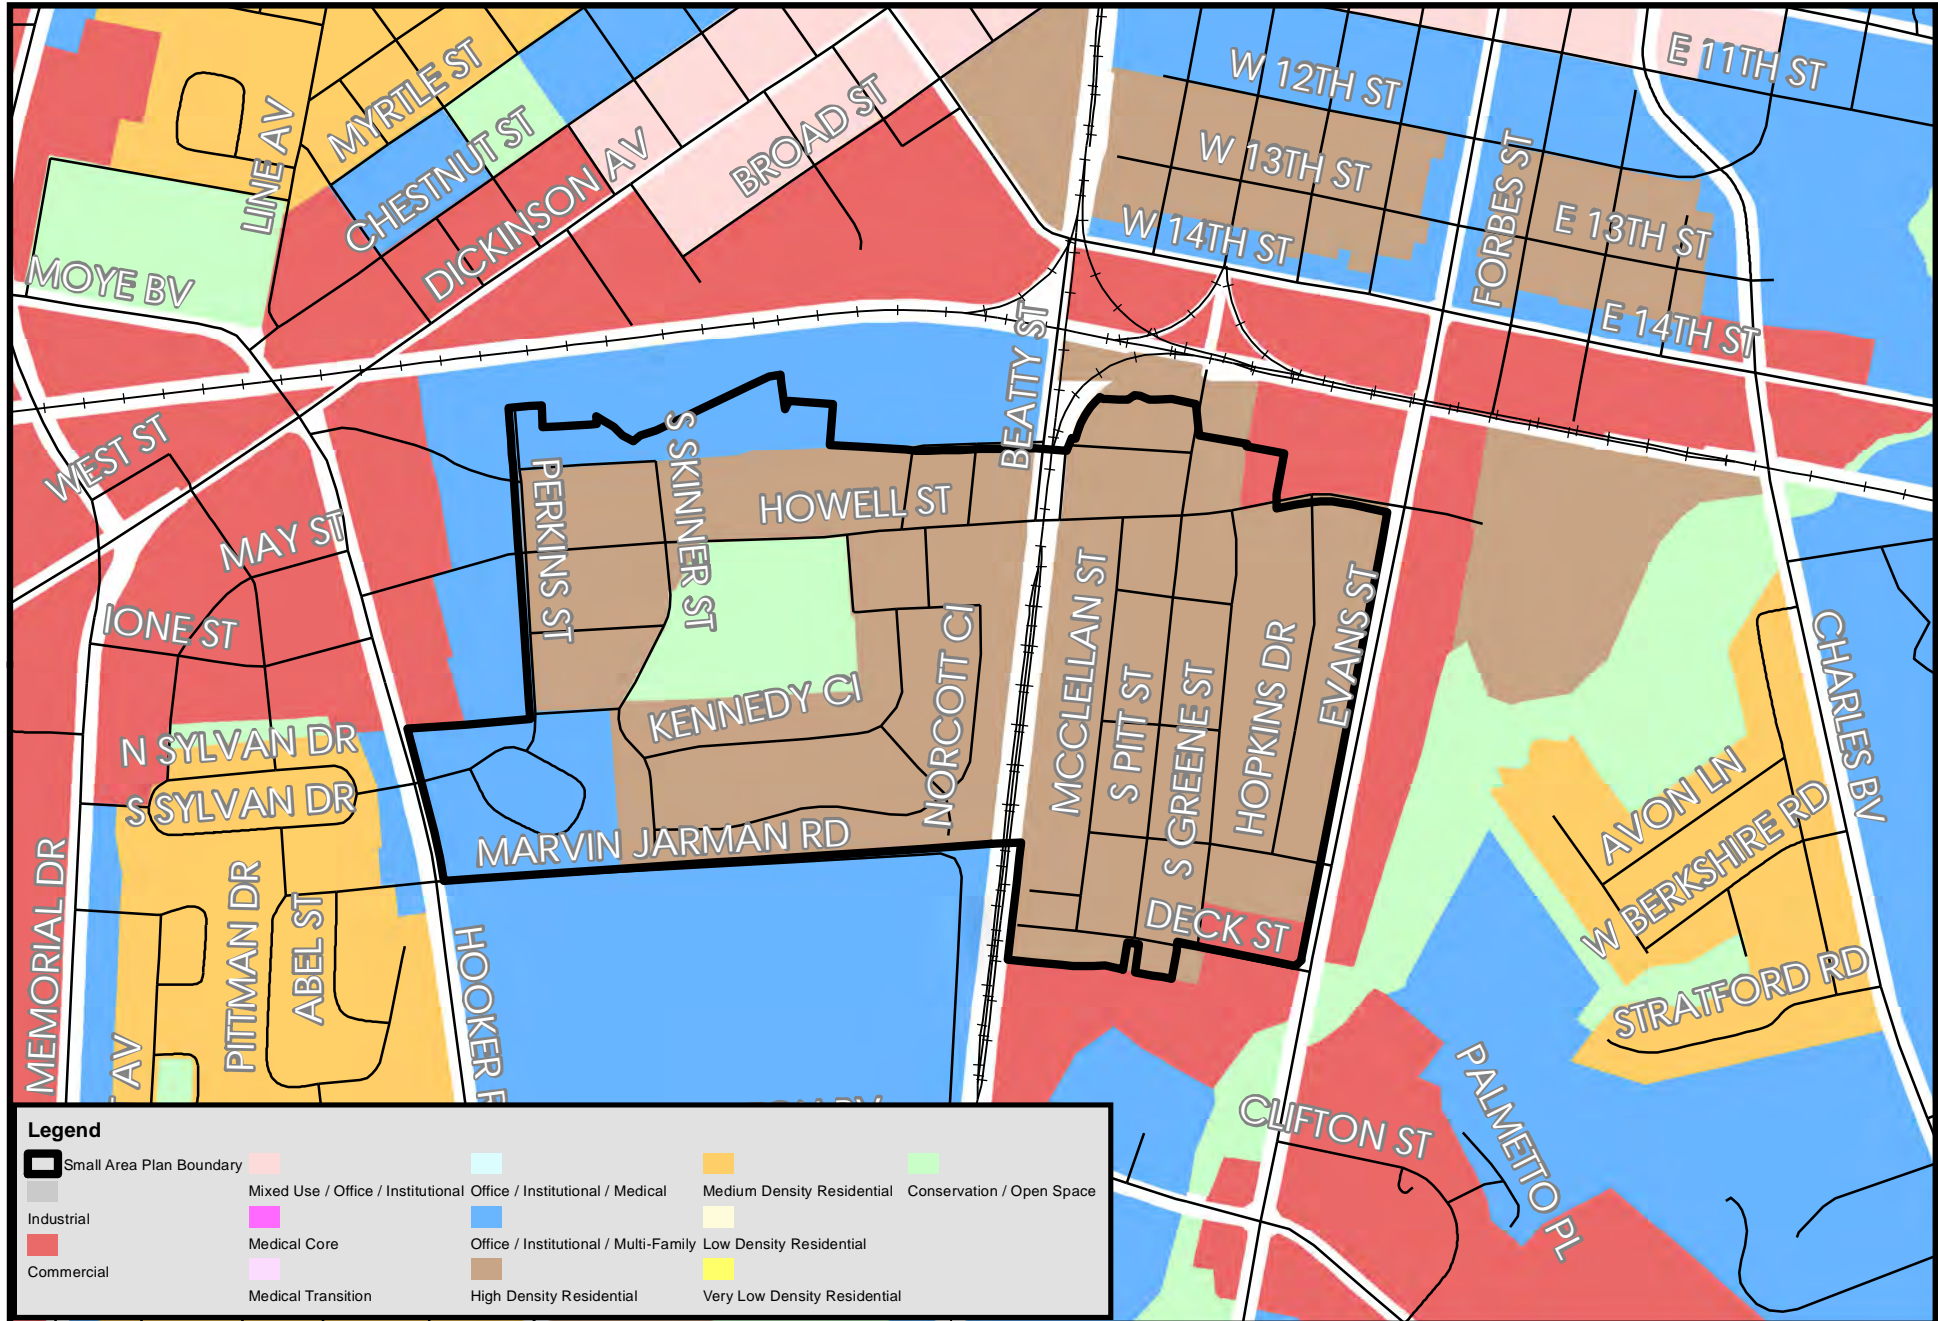 E 11TH ST
W 12TH ST
MYRTLE ST
LINE AV
CHESTNUT ST
DICKINSON AV
BROAD ST
W 13TH ST
FORBES ST
E 13TH ST
W 14TH ST
MOYE BV
E 14TH ST
BEATTY ST
WEST ST
MAY ST
PERKINS ST
S SKINNER ST
HOWELL ST
IONE ST
MCCLELLAN ST
S PITT ST
S GREENE ST
HOPKINS DR
EVANS ST
CHARLES BV
NORCOTT CI
KENNEDY CI
N SYLVAN DR
S SYLVAN DR
MARVIN JARMAN RD
AVON LN
W BERKSHIRE RD
DECK ST
STRATFORD RD
MEMORIAL DR
PITTMAN DR
ABEL ST
HOOKER
AV
PALMETTO PL
CLIFTON ST
Legend
Small Area Plan Boundary
Industrial
Commercial
Mixed Use / Office / Institutional
Medical Core
Medical Transition
Office / Institutional / Medical
Office / Institutional / Multi-Family
High Density Residential
Medium Density Residential
Low Density Residential
Very Low Density Residential
Conservation / Open Space